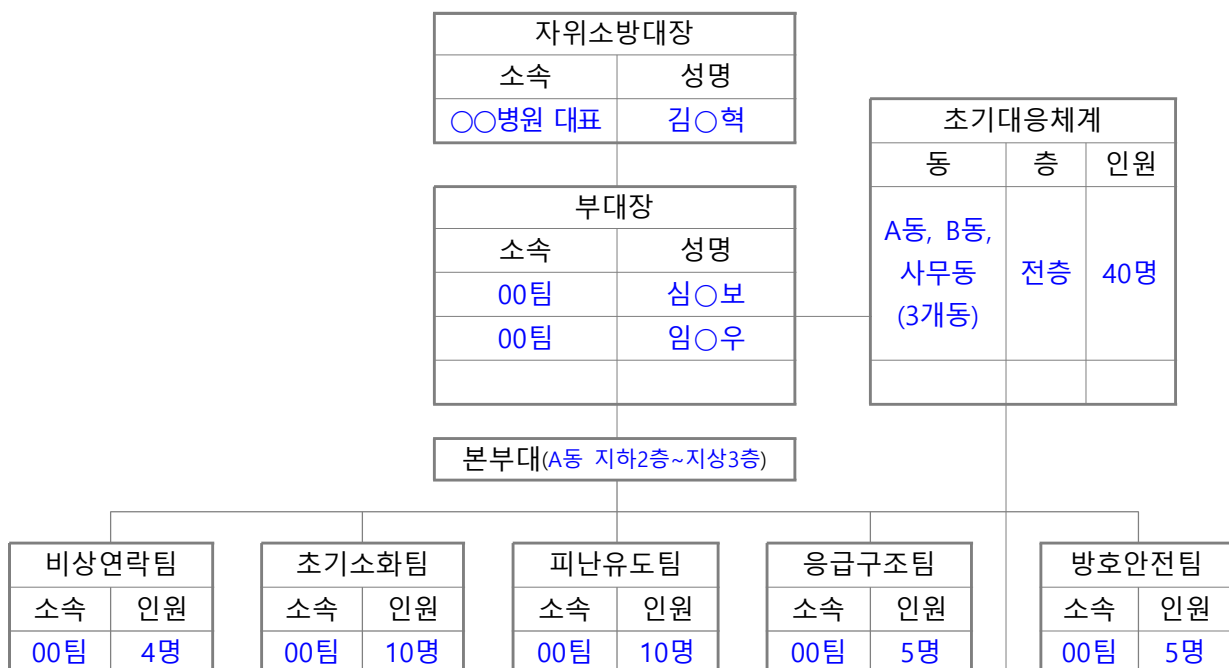 자위소방대장
소속 성명
○○병원 대표 김○혁
초기대응체계
동 층 인원
A동, B동, 사무동 (3개동) 전층 40명
부대장
소속 성명
00팀 심○보
00팀 임○우
본부대(A동 지하2층~지상3층)
비상연락팀 초기소화팀 피난유도팀 응급구조팀 방호안전팀
소속 인원 소속 인원 소속 인원 소속 인원 소속 인원
00팀 4명 00팀 10명 00팀 10명 00팀 5명 00팀 5명